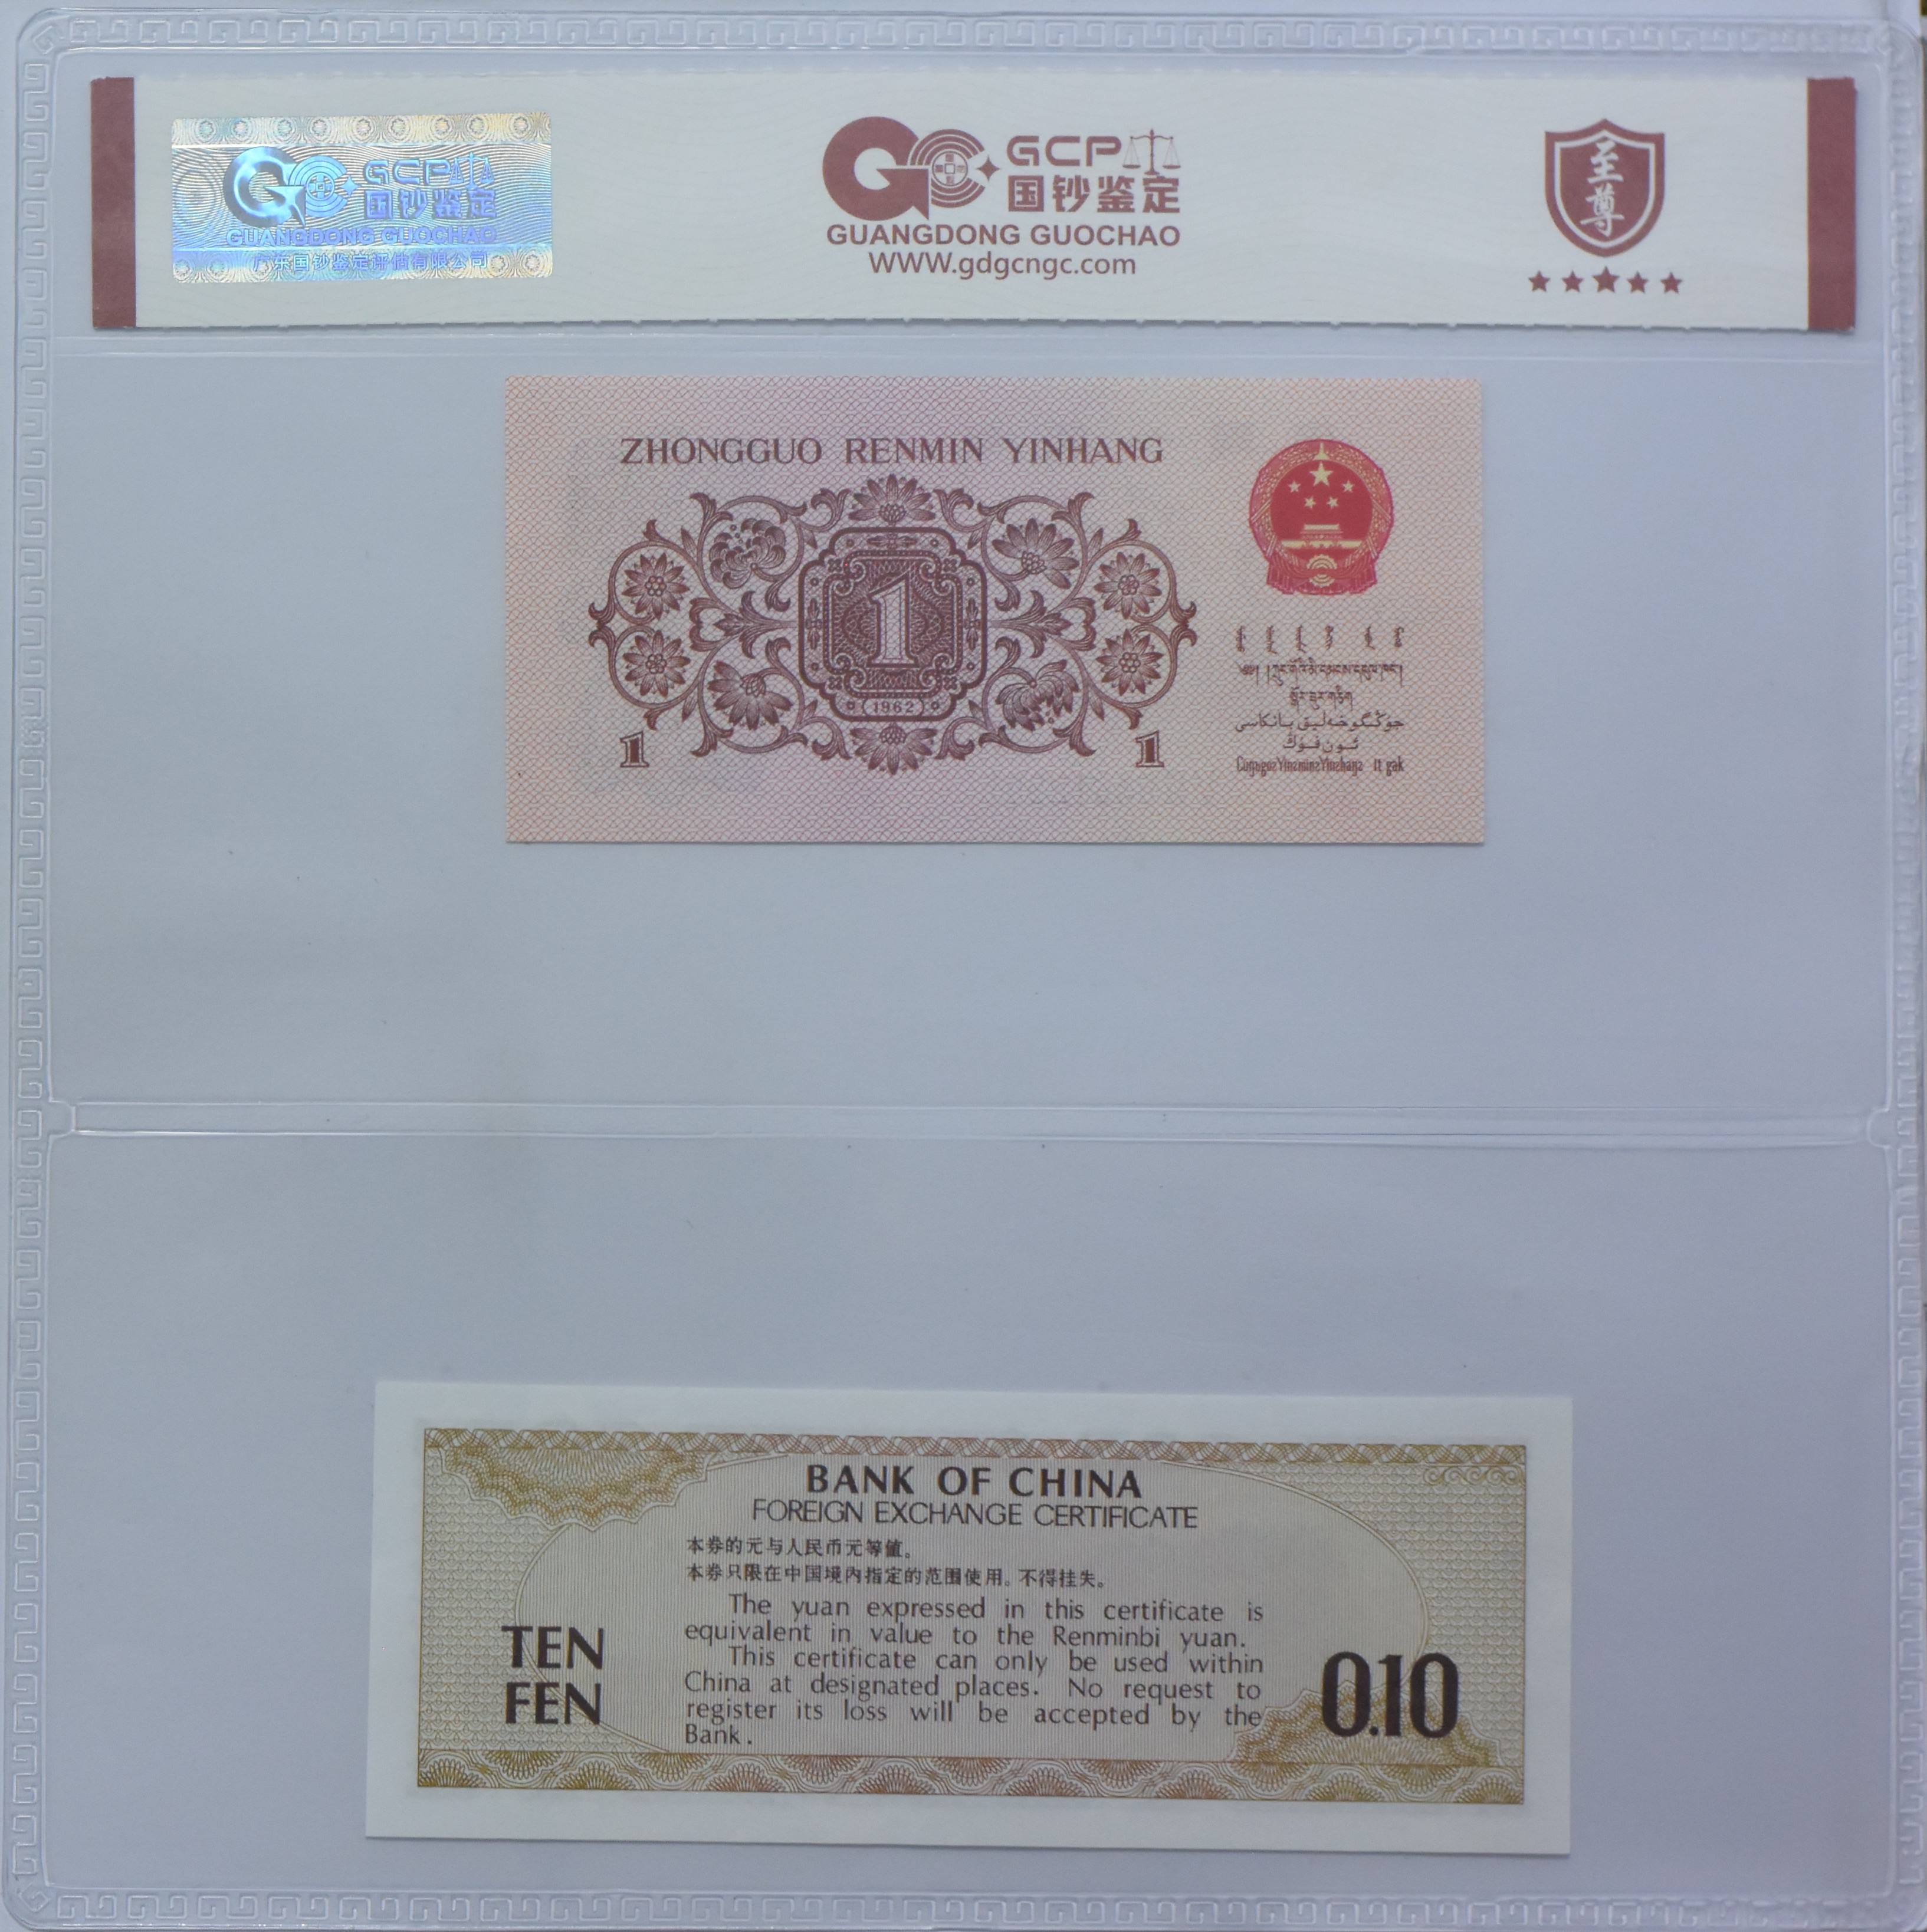 GCP
国钞鉴定
GUANGDONG GUOCHAO
广东国钞鉴定评估有限公司
GCP
国钞鉴定
GUANGDONG GUOCHAO
WWW.gdgcngc.com
至尊
ZHONGGUO RENMIN YINHANG
1
(1962)
1
1
جۇڭگو خەلىق بانكىسى
ئون فۇڭ
BANK OF CHINA
FOREIGN EXCHANGE CERTIFICATE
本券的元与人民币元等值。
本券只限在中国境内指定的范围使用。不得挂失。
The yuan expressed in this certificate is
equivalent in value to the Renminbi yuan.
This certificate can only be used within
China at designated places. No request to
register its loss will be accepted by the
Bank.
TEN
FEN
0.10